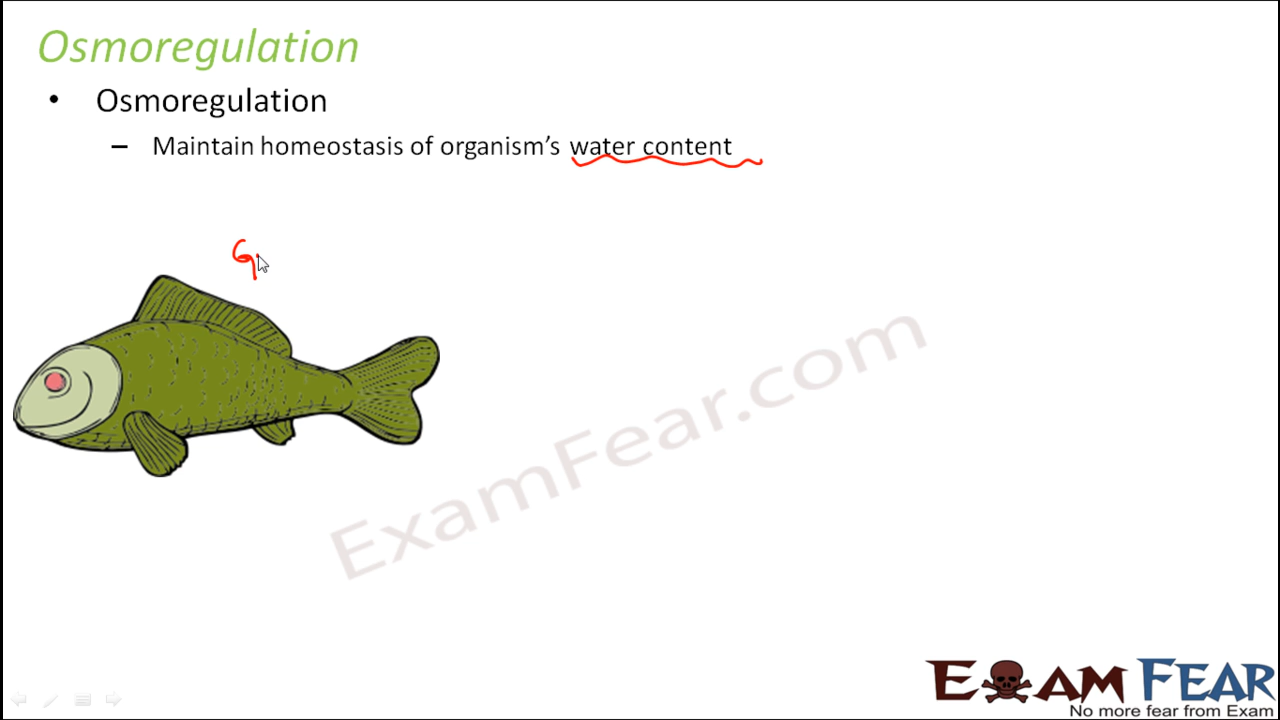 Osmoregulation
• Osmoregulation
– Maintain homeostasis of organism’s water content
ExamFear.com
EXAM FEAR
No more fear from Exam